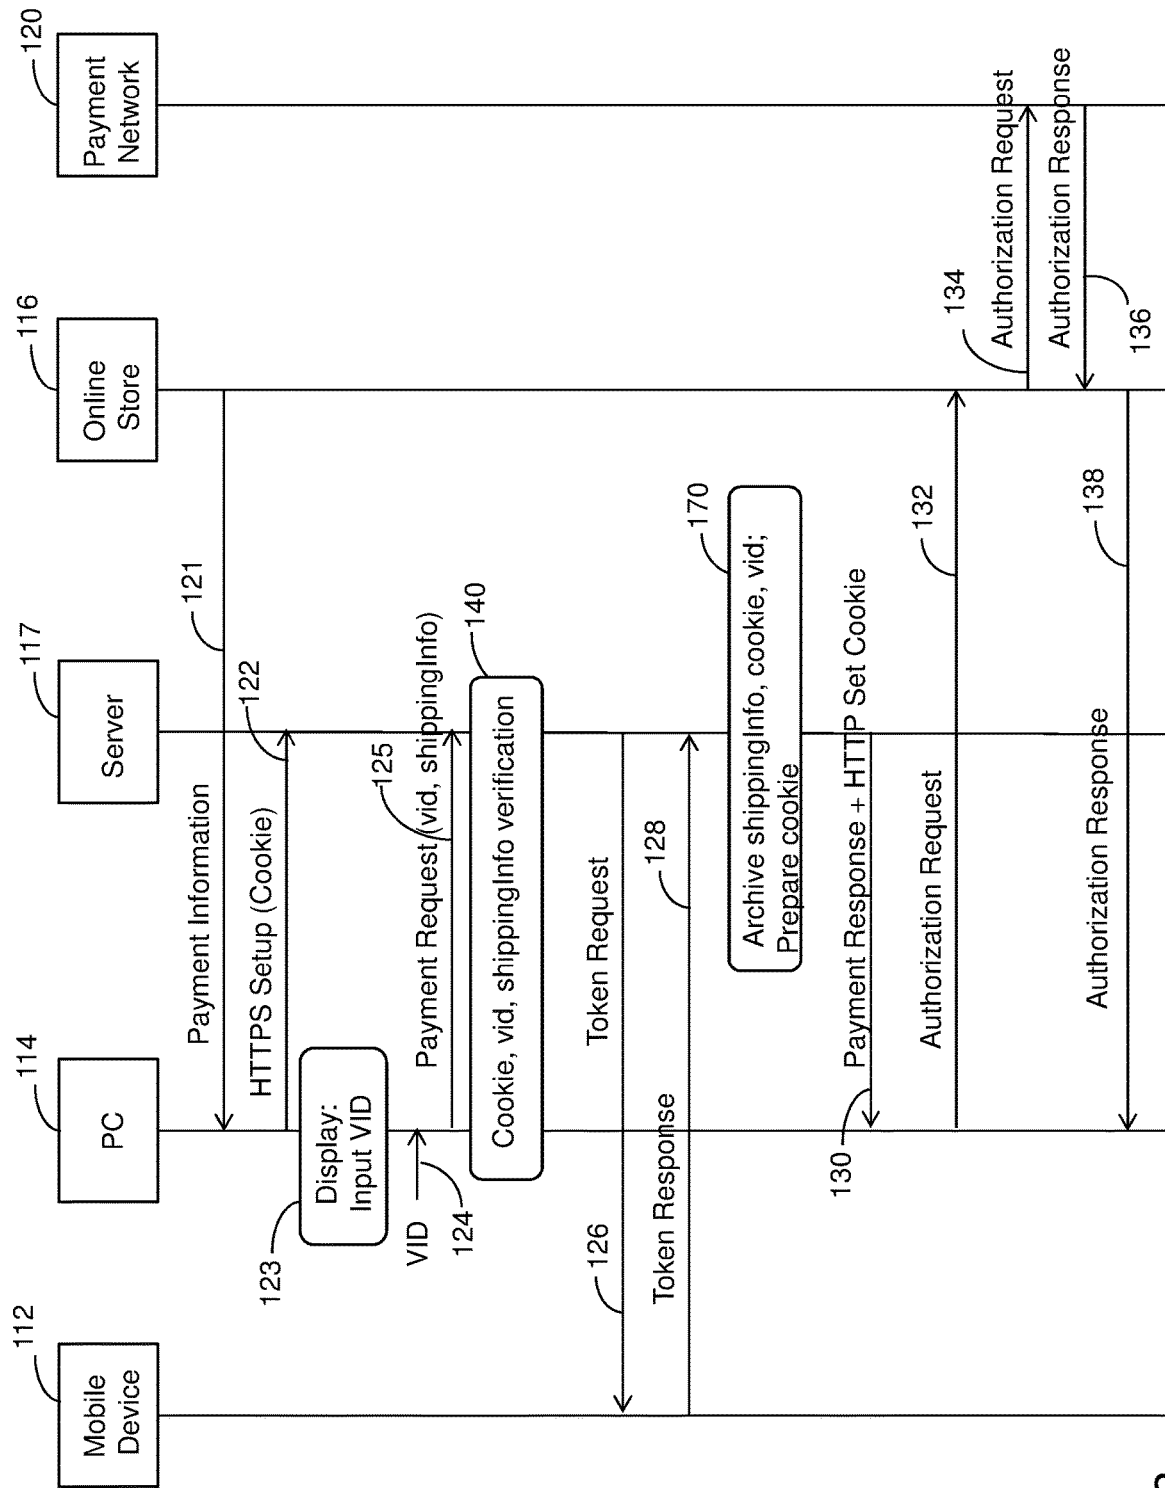 112
Mobile
Device
114
PC
117
Server
116
Online
Store
120
Payment
Network
Payment Information
121
HTTPS Setup (Cookie)
122
123
Display:
Input VID
VID
124
Payment Request (vid, shippingInfo)
125
Cookie, vid, shippingInfo verification
140
Token Request
126
Token Response
128
170
Archive shippingInfo, cookie, vid;
Prepare cookie
Payment Response + HTTP Set Cookie
130
Authorization Request
132
134
Authorization Request
Authorization Response
136
Authorization Response
138